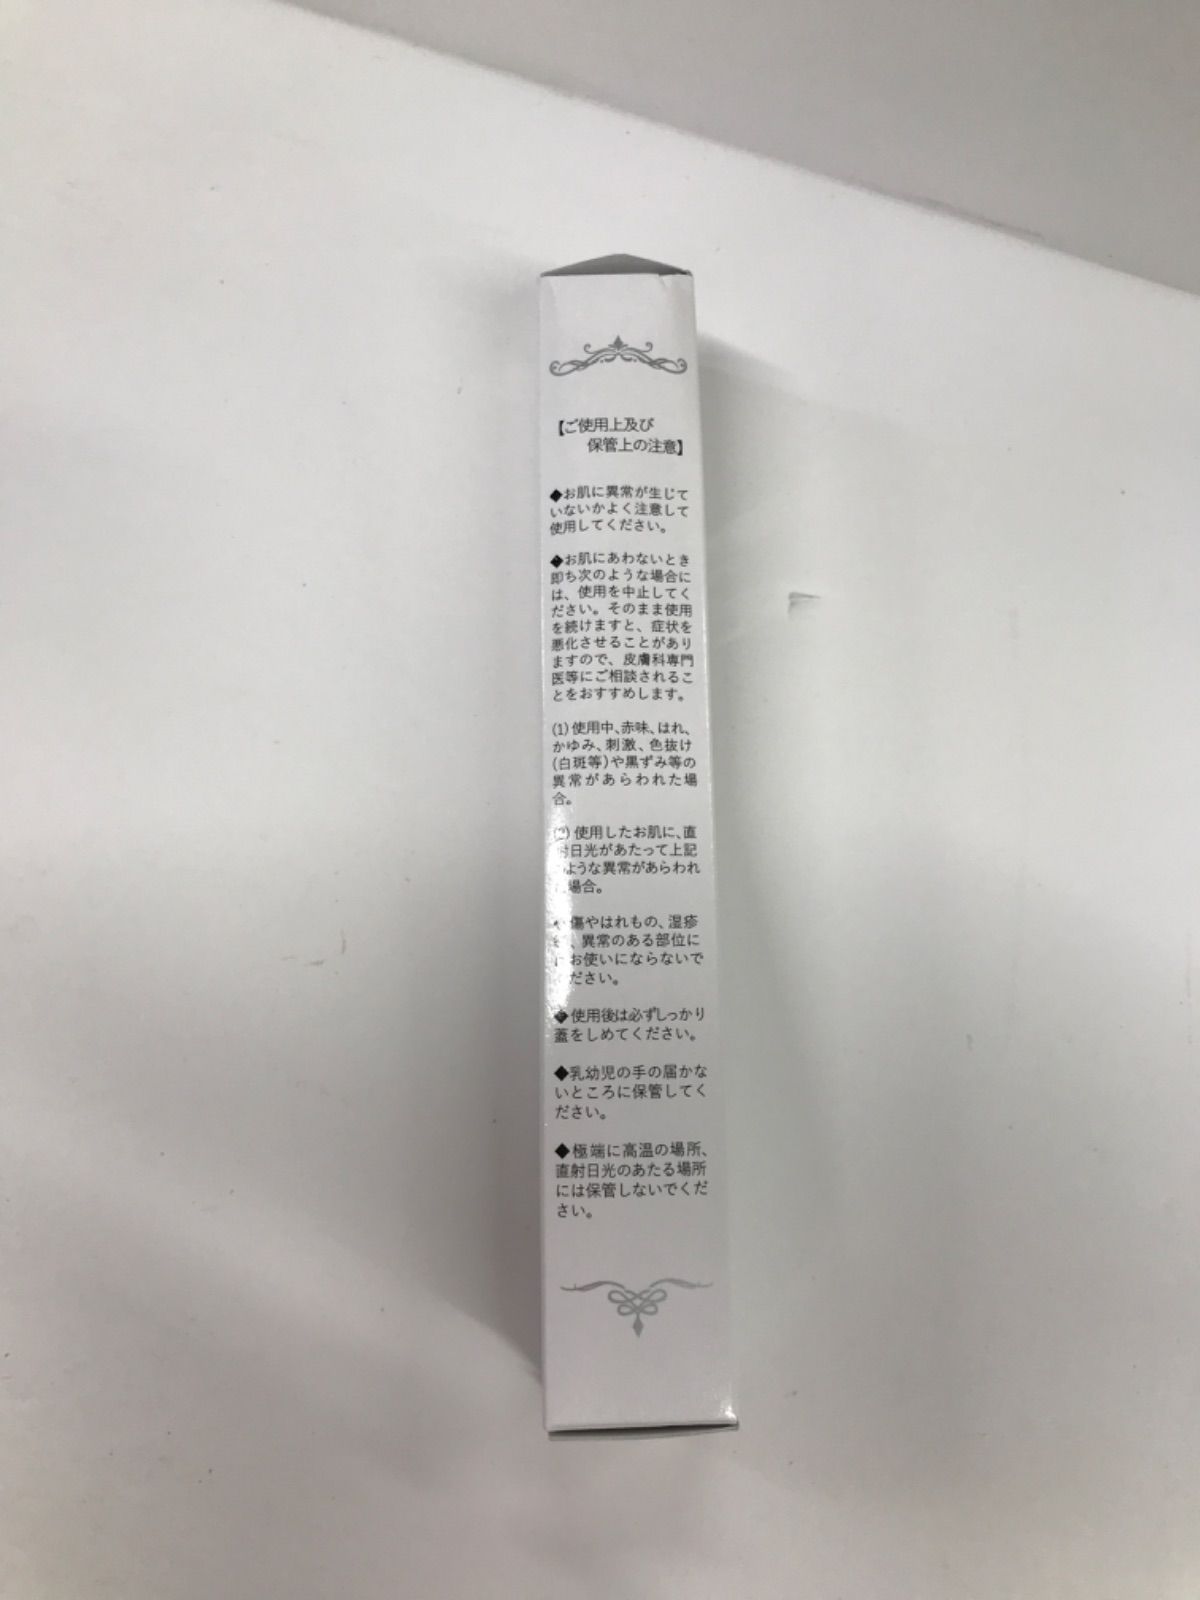 【ご使用上及び
保管上の注意】
◆お肌に異常が生じて
いないかよく注意して
使用してください。
◆お肌にあわないとき
即ち次のような場合に
は、使用を中止してく
ださい。そのまま使用
を続けますと、症状を
悪化させることがあり
ますので、皮膚科専門
医等にご相談されるこ
とをおすすめします。
(1)使用中、赤味、はれ、
かゆみ、刺激、色抜け
(白斑等)や黒ずみ等の
異常があらわれた場
合。
(2)使用したお肌に、直
射日光があたって上記
ような異常があらわれ
場合。
傷やはれもの、湿疹
、異常のある部位に
お使いにならないで
ださい。
◆使用後は必ずしっかり
蓋をしめてください。
◆乳幼児の手の届かな
いところに保管してく
ださい。
◆極端に高温の場所、
直射日光のあたる場所
には保管しないでくだ
さい。